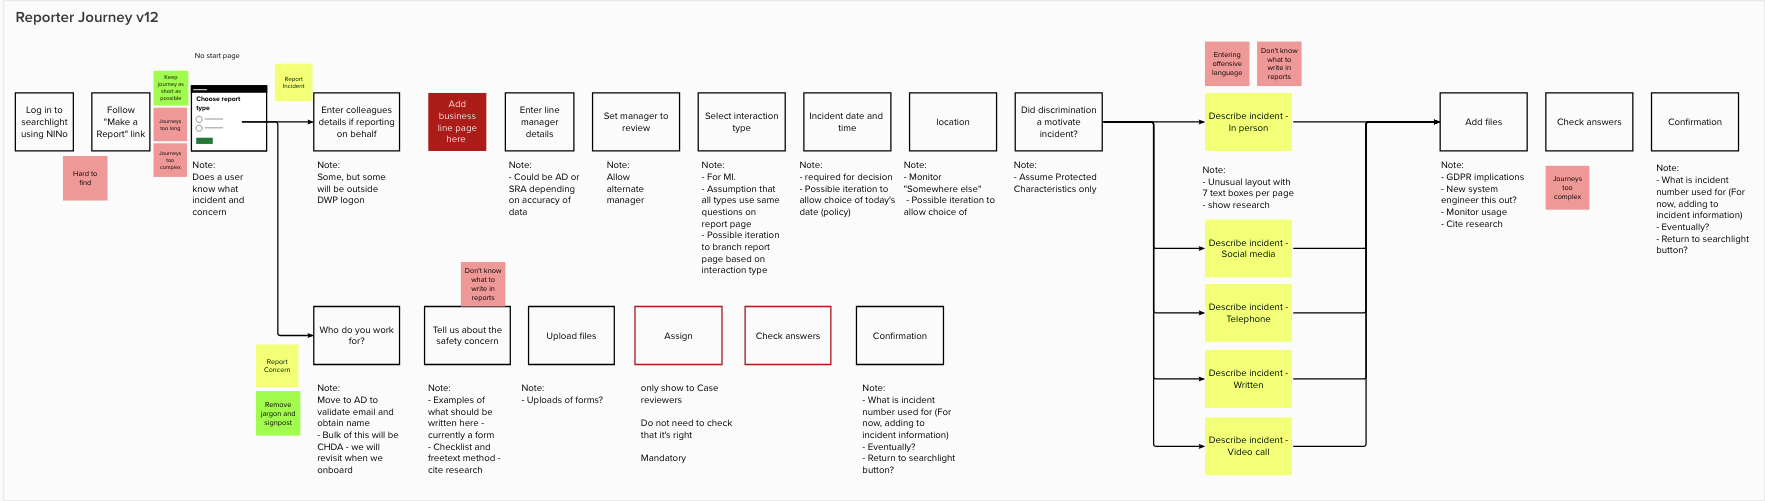 Reporter Journey v12
No start page
Log in to
searchlight
using NINo
Follow
"Make a
Report" link
Hard to
find
Keep
journey as
short as
possible
Journeys
too long
Journeys
too
complex
Choose report
type
Note:
Does a user
know what
incident and
concern
Report
Incident
Enter colleagues
details if reporting
on behalf
Note:
Some, but some
will be outside
DWP logon
Add
business
line page
here
Enter line
manager
details
Note:
- Could be AD or
SRA depending
on accuracy of
data
Set manager to
review
Note:
Allow
alternate
manager
Select interaction
type
Note:
- For MI.
- Assumption that
all types use same
questions on
report page
- Possible iteration
to branch report
page based on
interaction type
Incident date and
time
Note:
- required for decision
- Possible iteration to
allow choice of today's
date (policy)
location
Note:
- Monitor
"Somewhere else"
- Possible iteration to
allow choice of
Did discrimination
a motivate
incident?
Note:
- Assume Protected
Characteristics only
Entering
offensive
language
Don't know
what to
write in
reports
Describe incident -
In person
Note:
- Unusual layout with
7 text boxes per page
- show research
Describe incident -
Social media
Describe incident -
Telephone
Describe incident -
Written
Describe incident -
Video call
Add files
Note:
- GDPR implications
- New system
engineer this out?
- Monitor usage
- Cite research
Check answers
Journeys
too
complex
Confirmation
Note:
- What is incident
number used for (For
now, adding to
incident information)
- Eventually?
- Return to searchlight
button?
Report
Concern
Remove
jargon and
signpost
Who do you work
for?
Note:
Move to AD to
validate email and
obtain name
- Bulk of this will be
CHDA - we will
revisit when we
onboard
Don't know
what to
write in
reports
Tell us about the
safety concern
Note:
- Examples of
what should be
written here -
currently a form
- Checklist and
freetext method -
cite research
Upload files
Note:
- Uploads of forms?
Assign
only show to Case
reviewers
Do not need to check
that it's right
Mandatory
Check answers
Confirmation
Note:
- What is incident
number used for (For
now, adding to
incident information)
- Eventually?
- Return to searchlight
button?